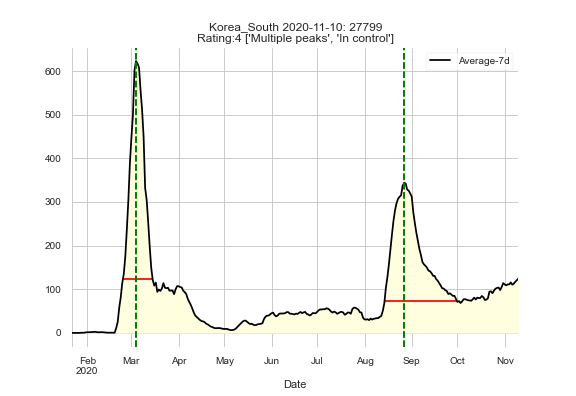 Korea_South 2020-11-10: 27799
Rating:4 ['Multiple peaks', 'In control']
Average-7d
600
500
400
300
200
100
0
Feb Mar Apr May Jun Jul Aug Sep Oct Nov
2020
Date